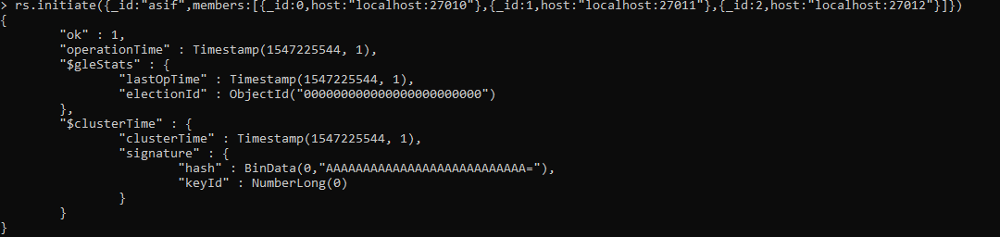 > rs.initiate({_id:"asif",members:[{_id:0,host:"localhost:27010"},{_id:1,host:"localhost:27011"},{_id:2,host:"localhost:27012"}]})
{
        "ok" : 1,
        "operationTime" : Timestamp(1547225544, 1),
        "$gleStats" : {
                "lastOpTime" : Timestamp(1547225544, 1),
                "electionId" : ObjectId("000000000000000000000000")
        },
        "$clusterTime" : {
                "clusterTime" : Timestamp(1547225544, 1),
                "signature" : {
                        "hash" : BinData(0,"AAAAAAAAAAAAAAAAAAAAAAAAAAA="),
                        "keyId" : NumberLong(0)
                }
        }
}